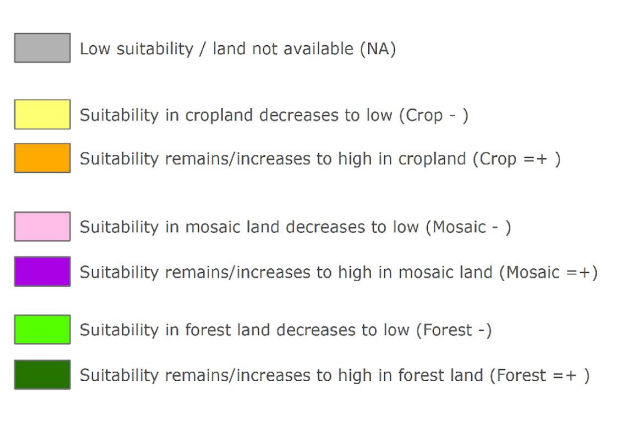 Low suitability / land not available (NA)
Suitability in cropland decreases to low (Crop - )
Suitability remains/increases to high in cropland (Crop =+ )
Suitability in mosaic land decreases to low (Mosaic - )
Suitability remains/increases to high in mosaic land (Mosaic =+)
Suitability in forest land decreases to low (Forest -)
Suitability remains/increases to high in forest land (Forest =+ )